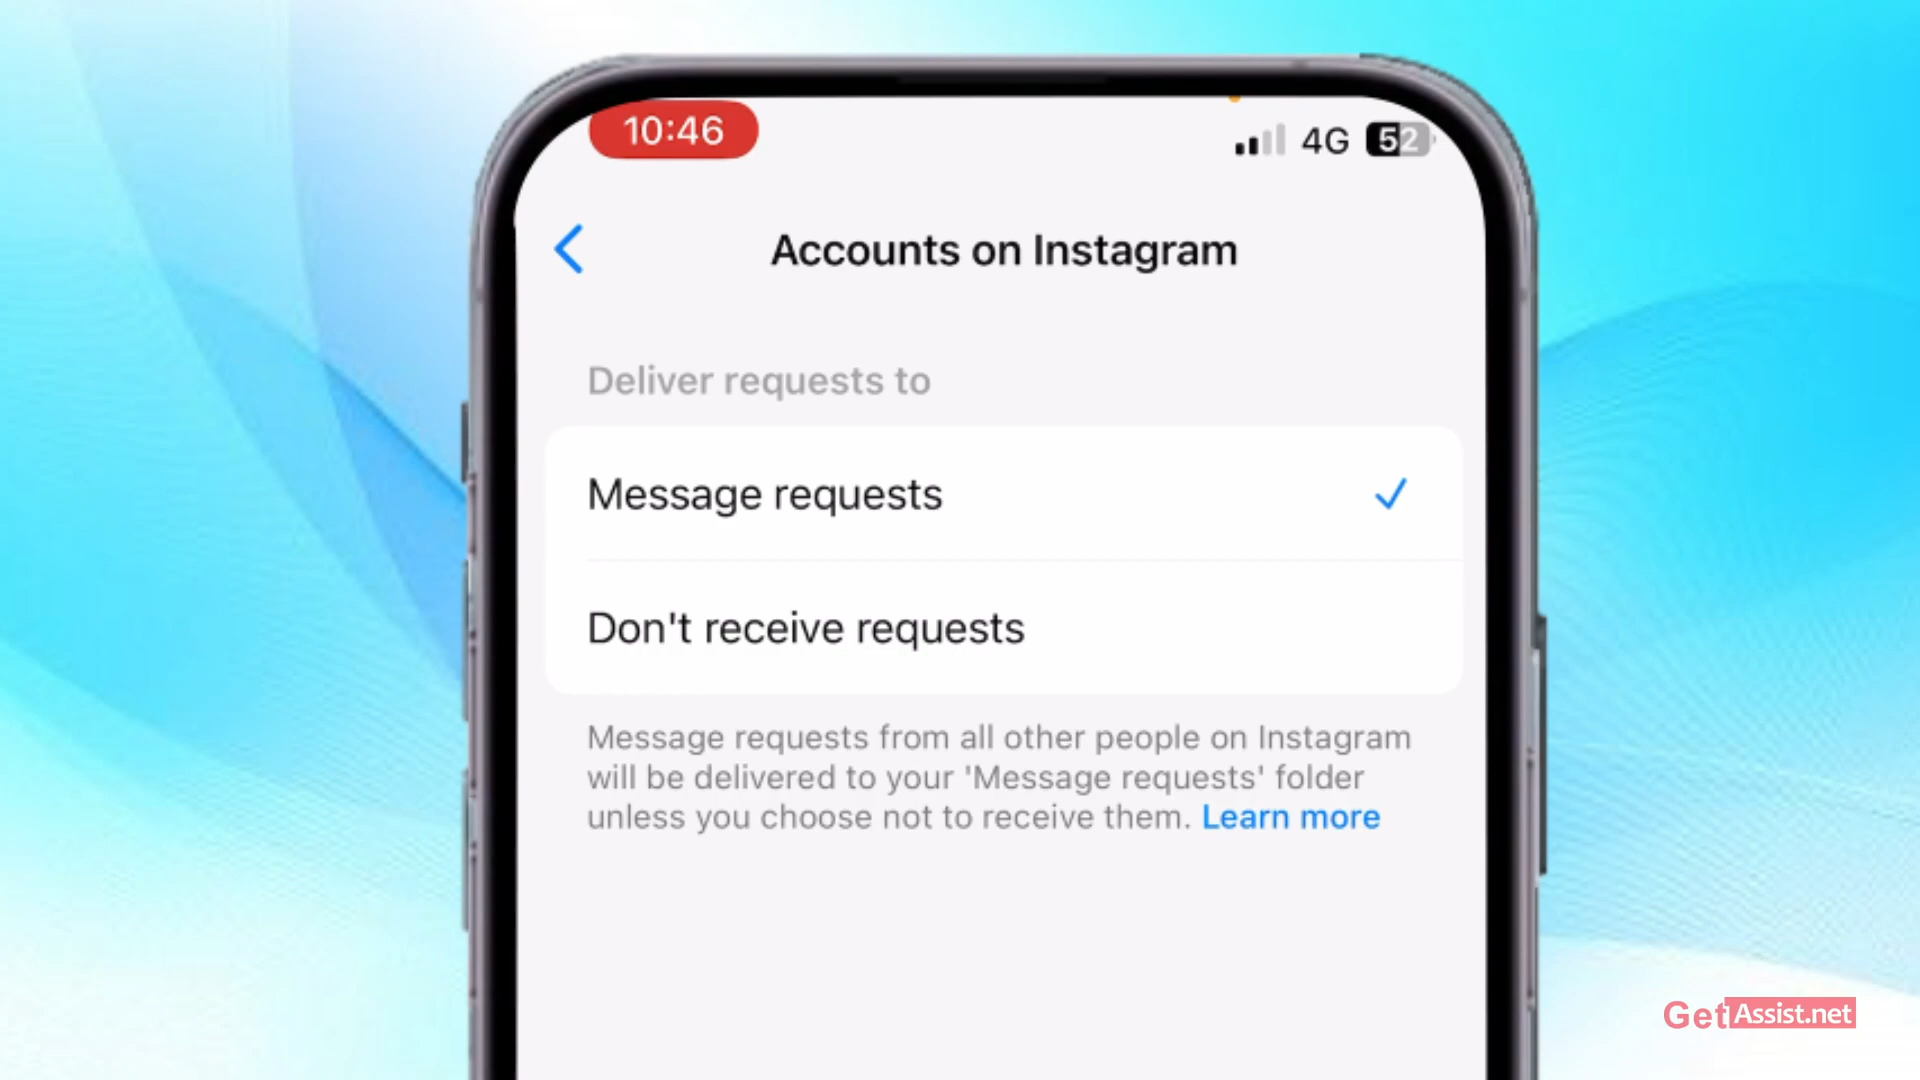 10:46
4G 52
Accounts on Instagram
Deliver requests to
Message requests
Don't receive requests
Message requests from all other people on Instagram
will be delivered to your 'Message requests' folder
unless you choose not to receive them. Learn more
GetAssist.net